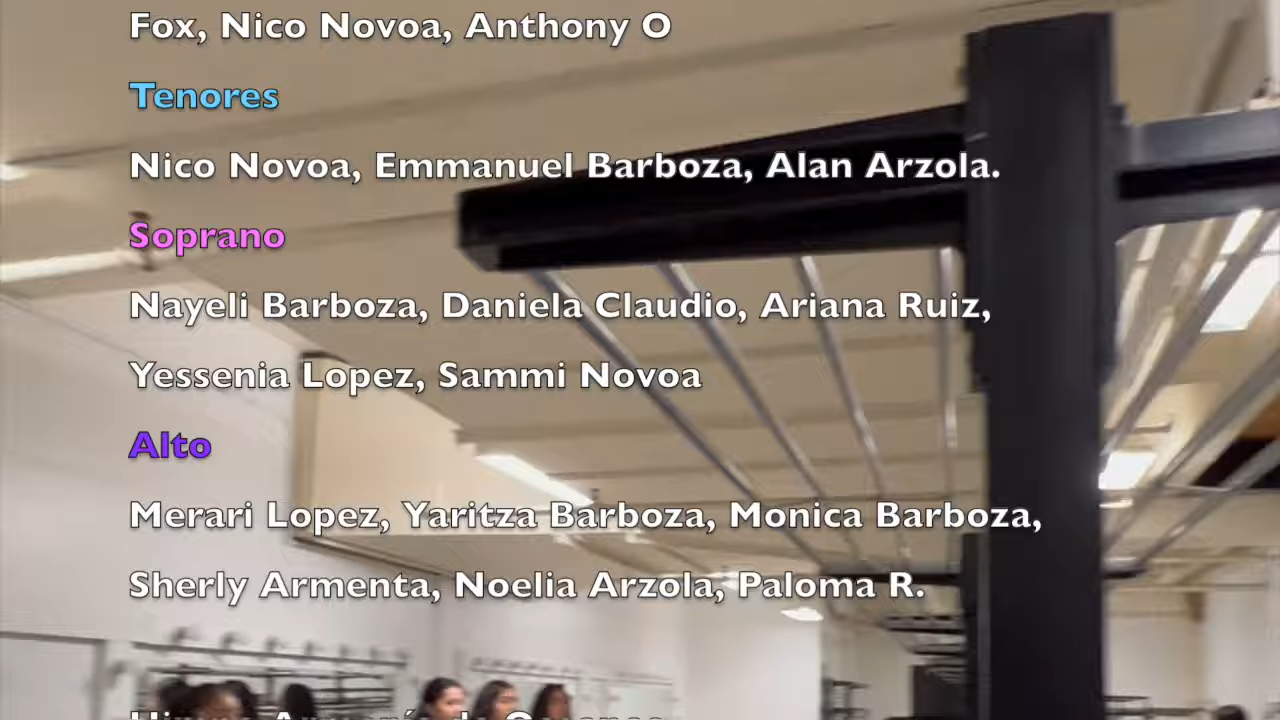 Fox, Nico Novoa, Anthony O
Tenores
Nico Novoa, Emmanuel Barboza, Alan Arzola.
Soprano
Nayeli Barboza, Daniela Claudio, Ariana Ruiz,
Yessenia Lopez, Sammi Novoa
Alto
Merari Lopez, Yaritza Barboza, Monica Barboza,
Sherly Armenta, Noelia Arzola, Paloma R.